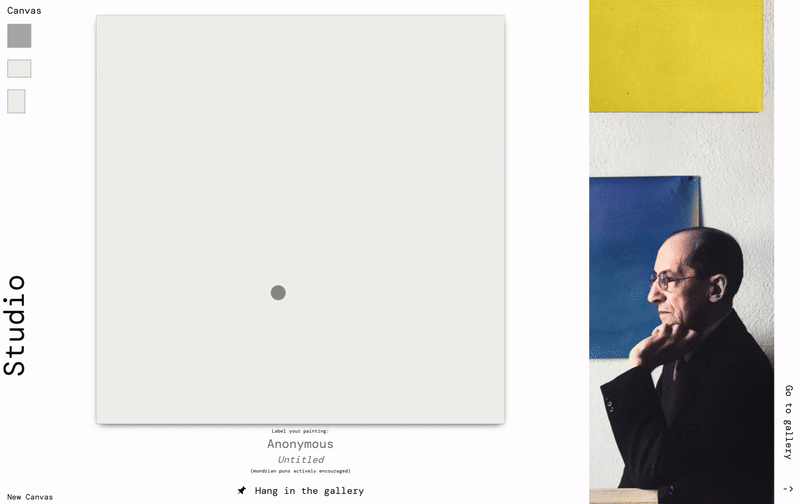 Canvas
Studio
New Canvas
Label your painting:
Anonymous
Untitled
(mondrian puns actively encouraged)
Hang in the gallery
Go to gallery
->